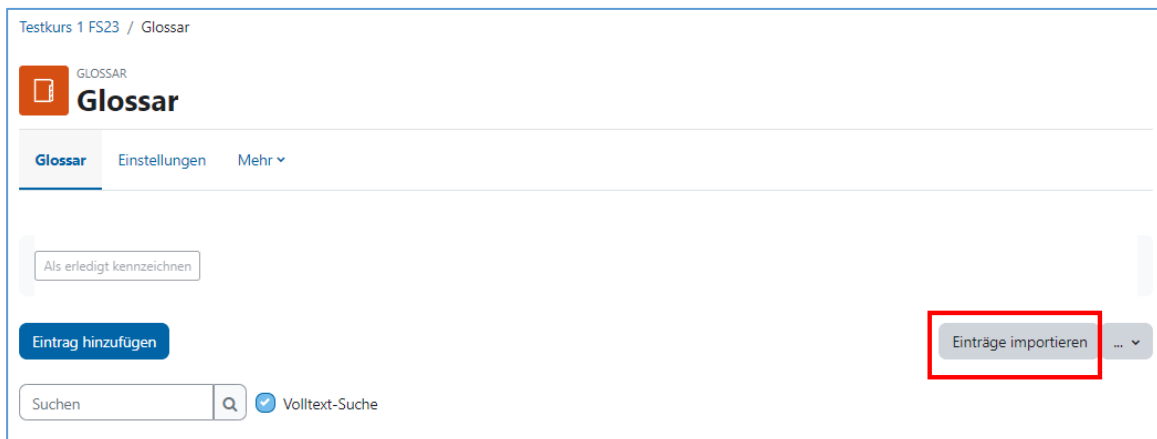 Testkurs 1 FS23 / Glossar
GLOSSAR
Glossar
Glossar Einstellungen Mehr
Als erledigt kennzeichnen
Eintrag hinzufügen Einträge importieren ...
Suchen Volltext-Suche